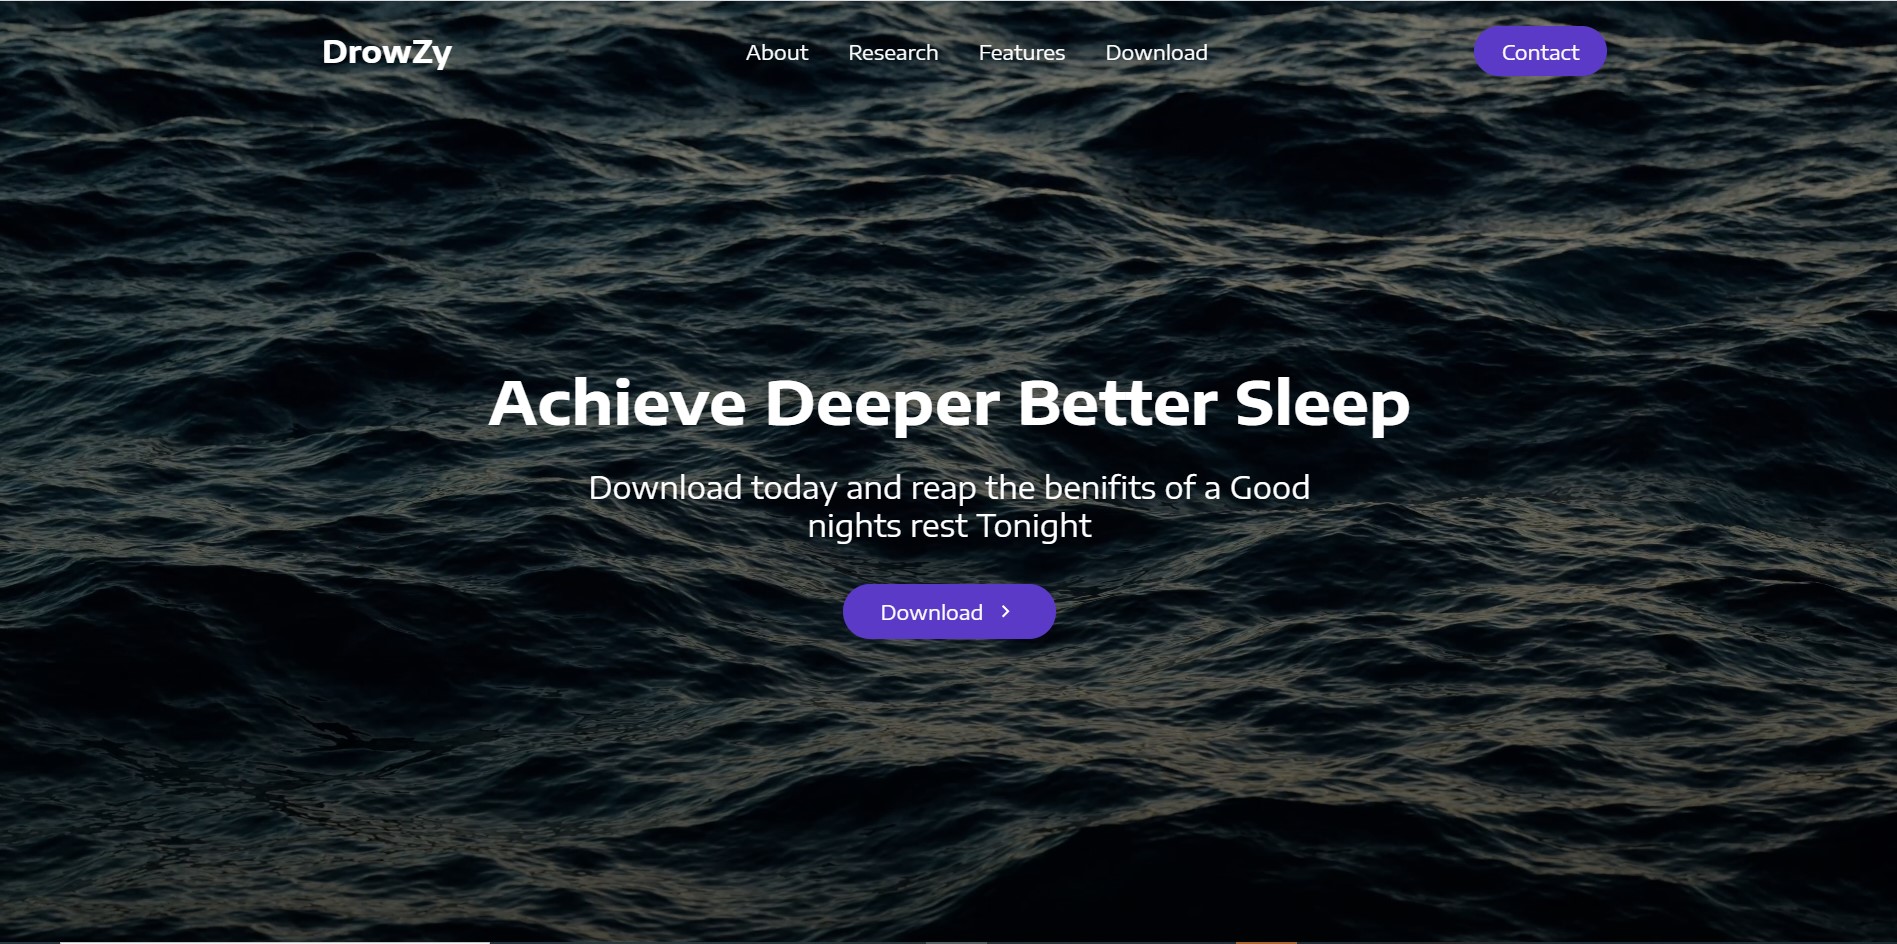 DrowZy
About
Research
Features
Download
Contact
Achieve Deeper Better Sleep
Download today and reap the benifits of a Good
nights rest Tonight
Download